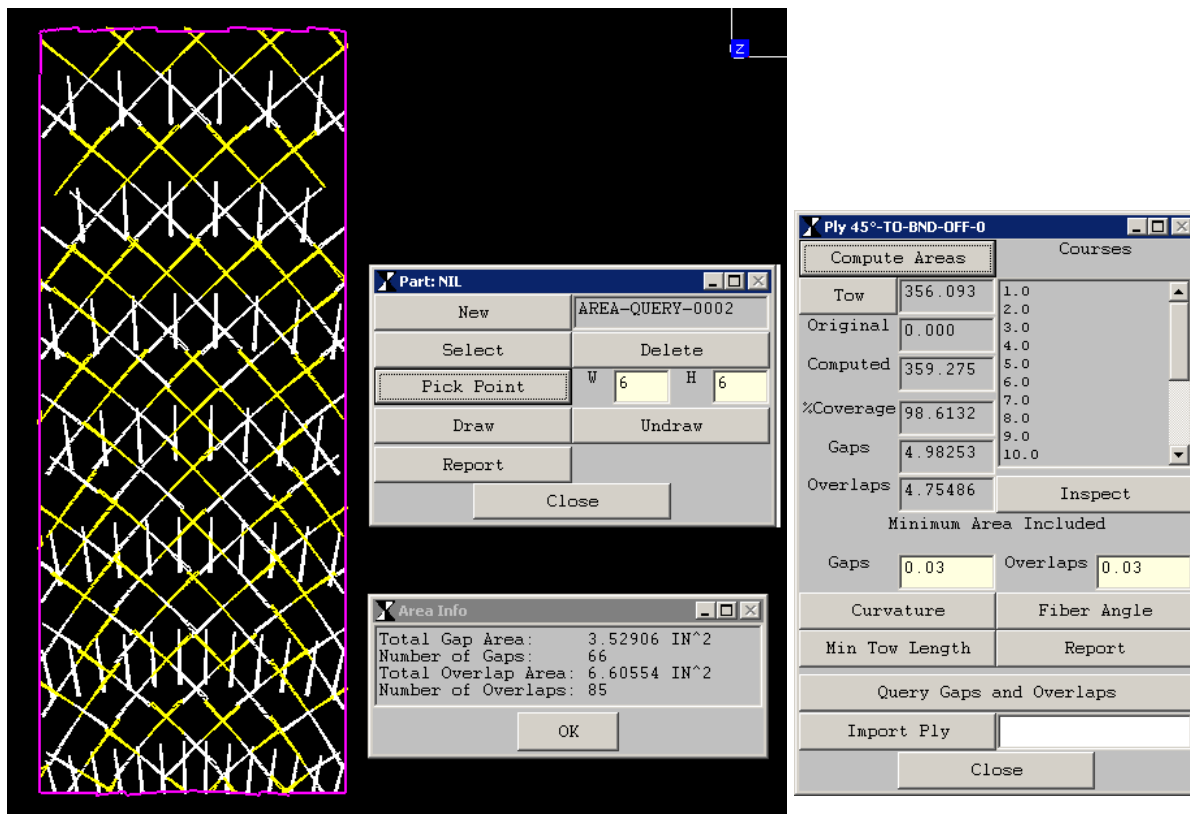 Z
Part: NIL
New AREA-QUERY-0002
Select Delete
Pick Point W 6 H 6
Draw Undraw
Report
Close
Area Info
Total Gap Area: 3.52906 IN^2
Number of Gaps: 66
Total Overlap Area: 6.60554 IN^2
Number of Overlaps: 85
OK
Ply 45°-TO-BND-OFF-0
Compute Areas Courses
Tow 356.093 1.0
2.0
Original 0.000 3.0
4.0
Computed 359.275 5.0
6.0
%Coverage 98.6132 7.0
8.0
Gaps 4.98253 9.0
10.0
Overlaps 4.75486 Inspect
Minimum Area Included
Gaps 0.03 Overlaps 0.03
Curvature Fiber Angle
Min Tow Length Report
Query Gaps and Overlaps
Import Ply
Close